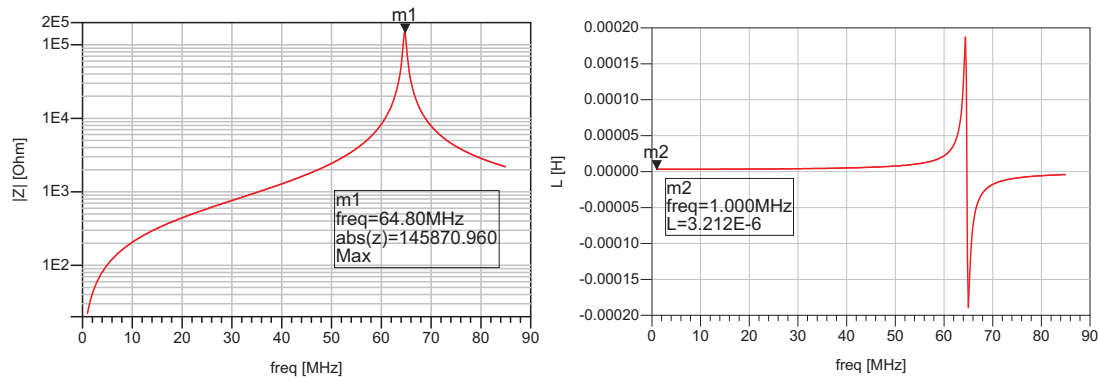 m1
2E5
1E5
1E4
1E3
1E2
|Z| [Ohm]
m1
freq=64.80MHz
abs(z)=145870.960
Max
0 10 20 30 40 50 60 70 80 90
freq [MHz]
0.00020
0.00015
0.00010
0.00005
0.00000
-0.00005
-0.00010
-0.00015
-0.00020
L [H]
m2
m2
freq=1.000MHz
L=3.212E-6
0 10 20 30 40 50 60 70 80 90
freq [MHz]